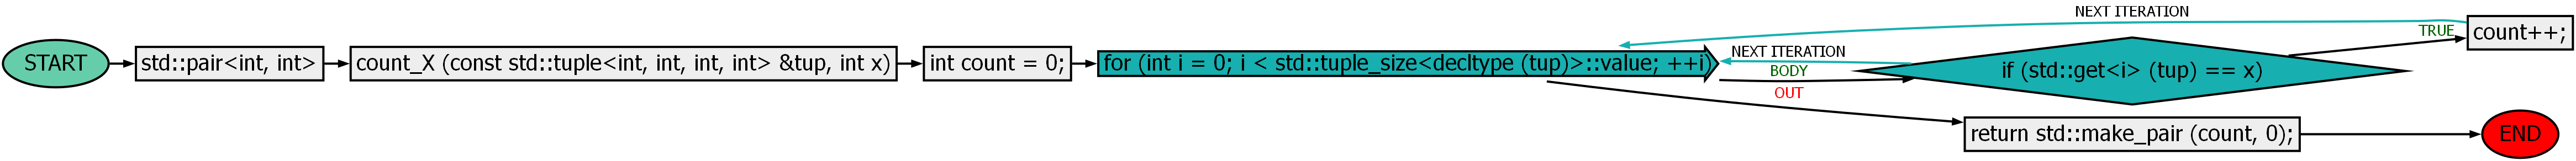 START
std::pair<int, int>
count_X (const std::tuple<int, int, int, int> &tup, int x)
int count = 0;
for (int i = 0; i < std::tuple_size<decltype (tup)>::value; ++i)
NEXT ITERATION
NEXT ITERATION
BODY
OUT
if (std::get<i> (tup) == x)
TRUE
count++;
return std::make_pair (count, 0);
END